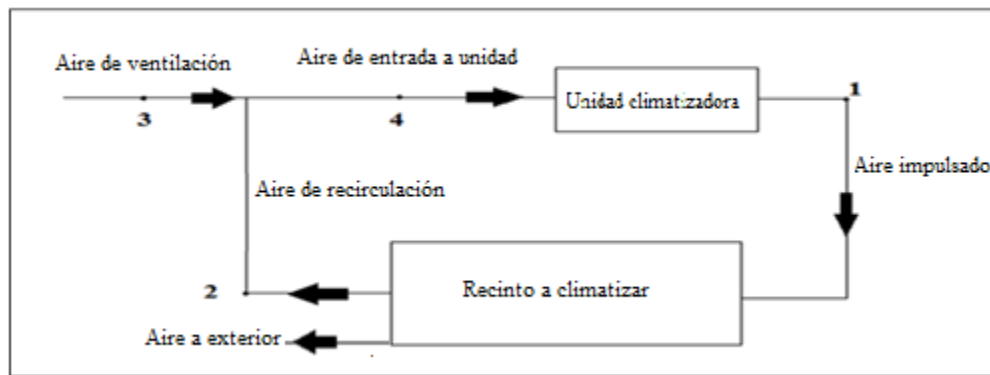 Aire de ventilación
Aire de entrada a unidad
Unidad climatizadora
1
3
4
Aire impulsado
Aire de recirculación
2
Recinto a climatizar
Aire a exterior